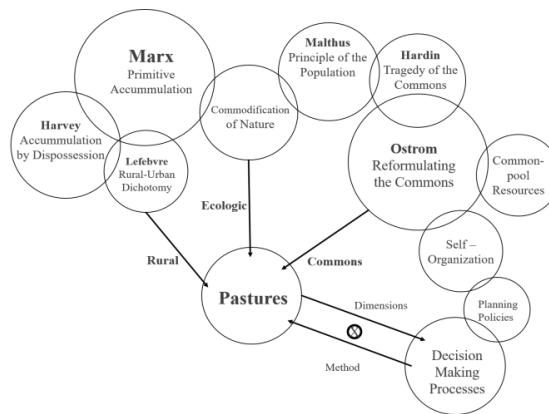 Marx
Primitive
Accumulation
Malthus
Principle of the
Population
Hardin
Tragedy of the
Commons
Harvey
Accumulation
by Dispossession
Commodification
of Nature
Lefebvre
Rural-Urban
Dichotomy
Ostrom
Reformulating
the Commons
Common-
pool
Resources
Ecologic
Self –
Organization
Rural
Commons
Pastures
Dimensions
Planning
Policies
Method
Decision
Making
Processes